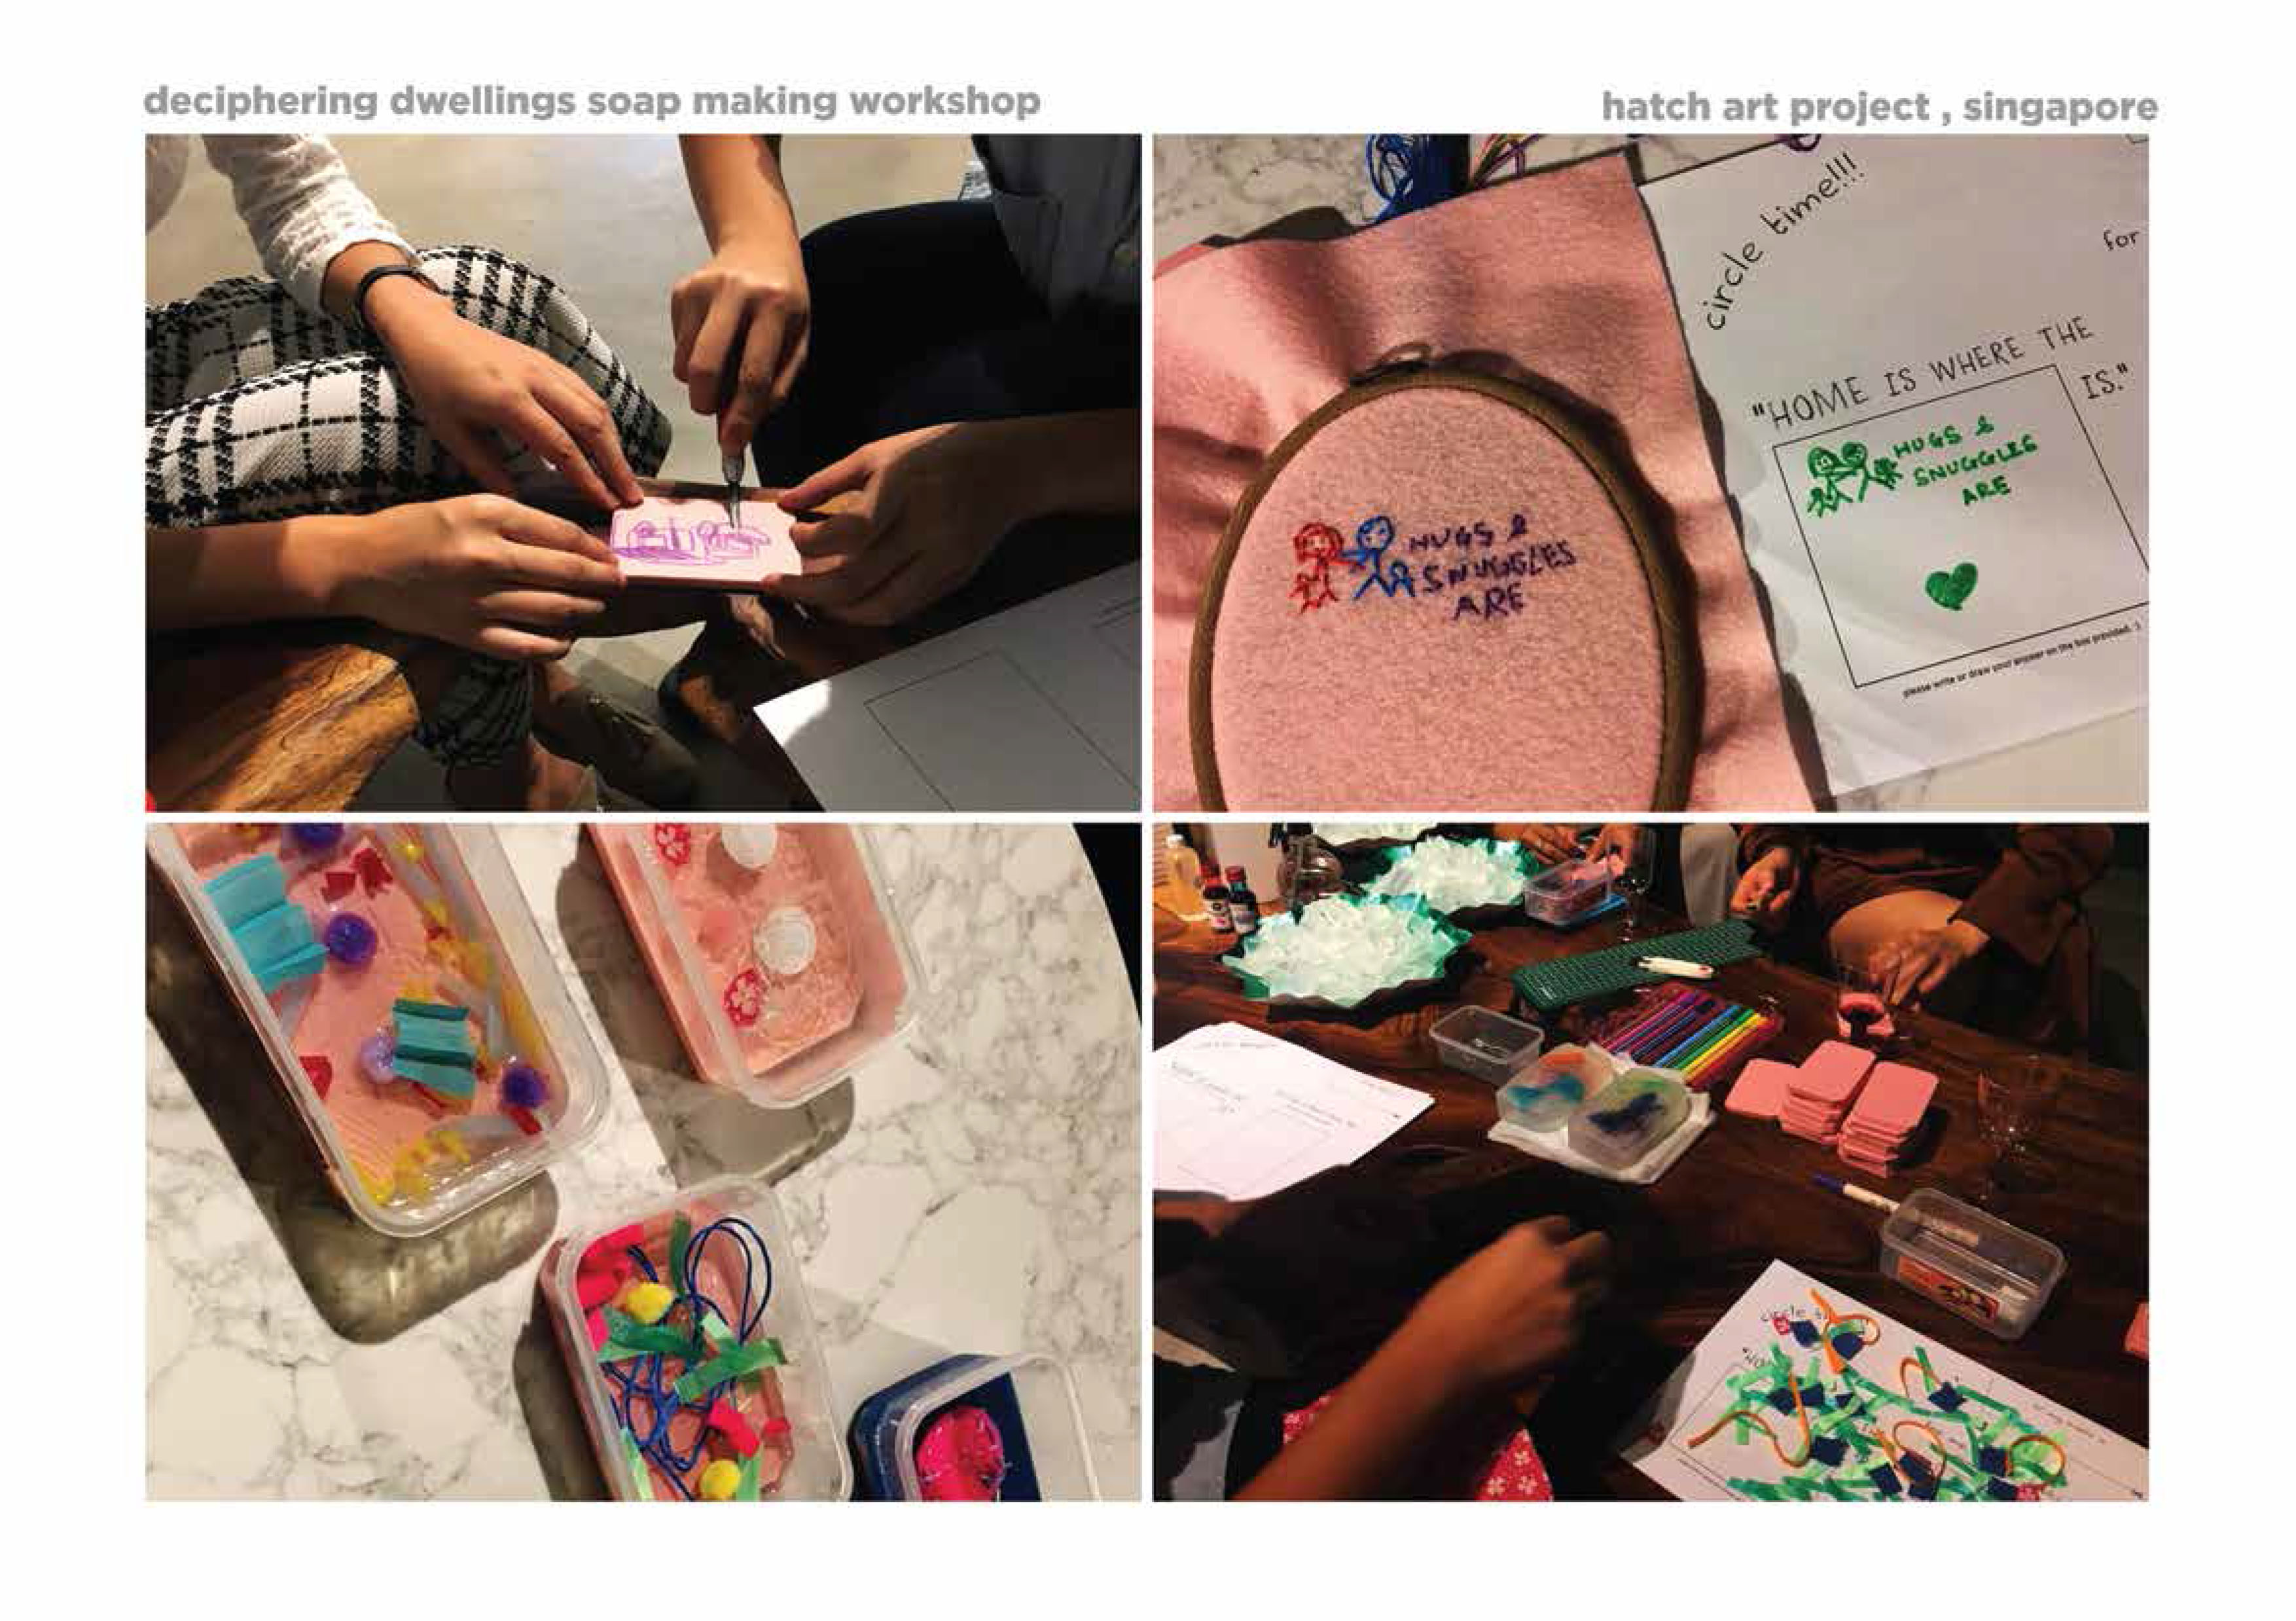 deciphering dwellings soap making workshop
hatch art project , singapore
circle time!!!
for
"HOME IS WHERE THE
IS."
HUGS &
SNUGGLES
ARE
please write or draw your answer on the box provided. :)
HUGS &
SNUGGLES
ARE
circle